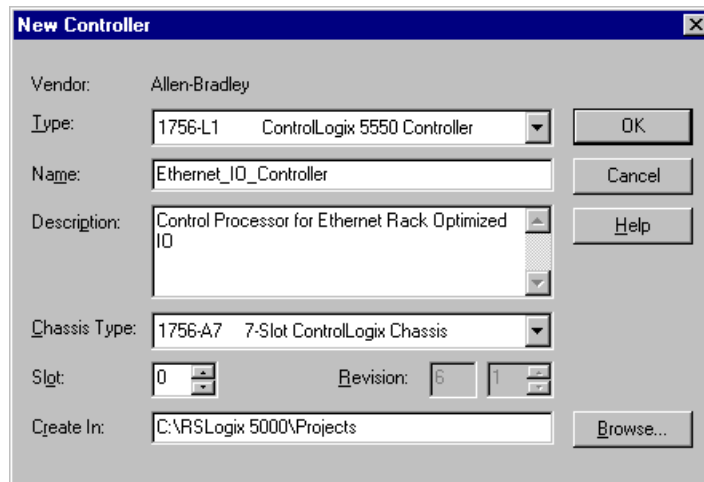 New Controller
Vendor: Allen-Bradley
Type: 1756-L1 ControlLogix 5550 Controller
OK
Name: Ethernet_IO_Controller
Cancel
Description: Control Processor for Ethernet Rack Optimized
IO
Help
Chassis Type: 1756-A7 7-Slot ControlLogix Chassis
Slot: 0 Revision: 6 1
Create In: C:\RSLogix 5000\Projects
Browse...